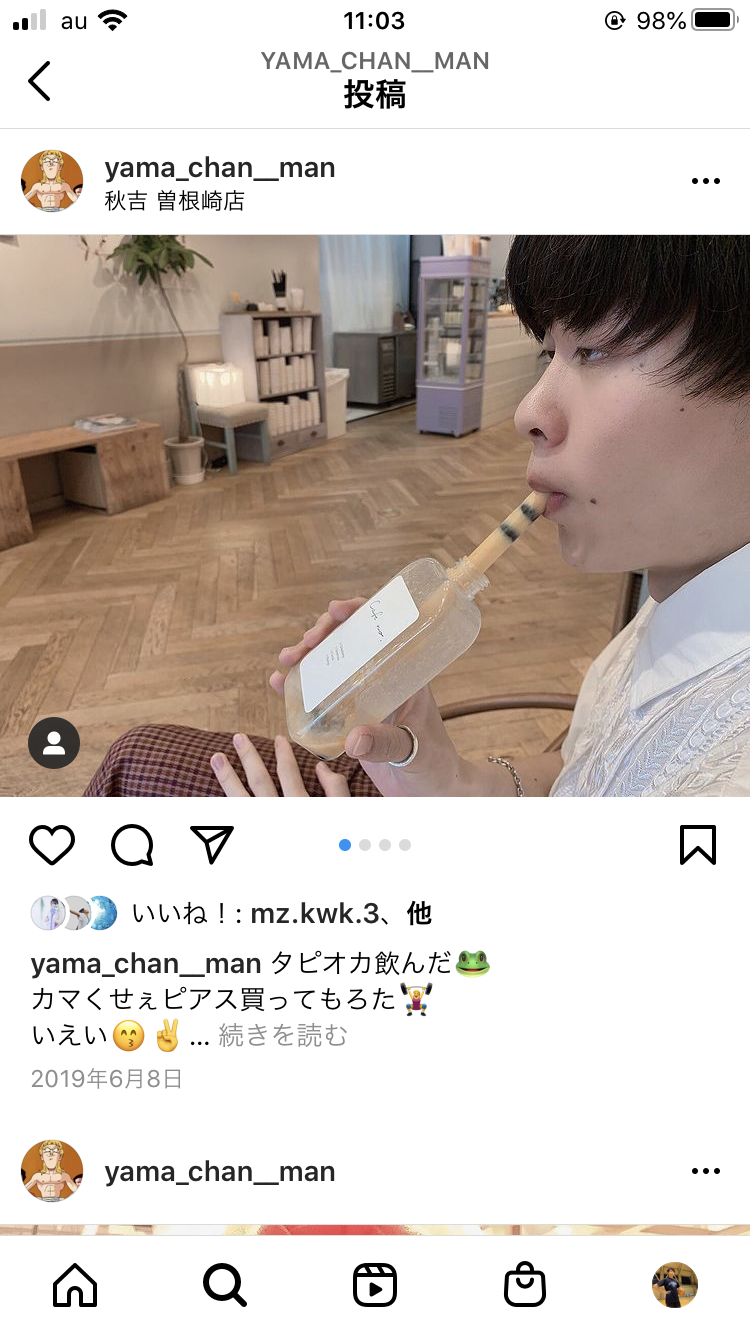 au 11:03 98%
YAMA_CHAN__MAN
投稿
yama_chan__man
秋吉 曽根崎店
いいね！: mz.kwk.3、他
yama_chan__man タピオカ飲んだ🐸
カマくせぇピアス買ってもろた🏋️‍♀️
いえい😙✌️... 続きを読む
2019年6月8日
yama_chan__man